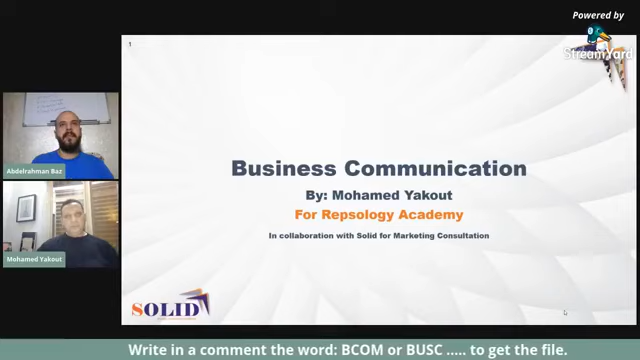 Powered by
StreamYard
1
Business Communication
By: Mohamed Yakout
For Repsology Academy
In collaboration with Solid for Marketing Consultation
Abdelrahman Baz
Mohamed Yakout
SOLID
Write in a comment the word: BCOM or BUSC ..... to get the file.